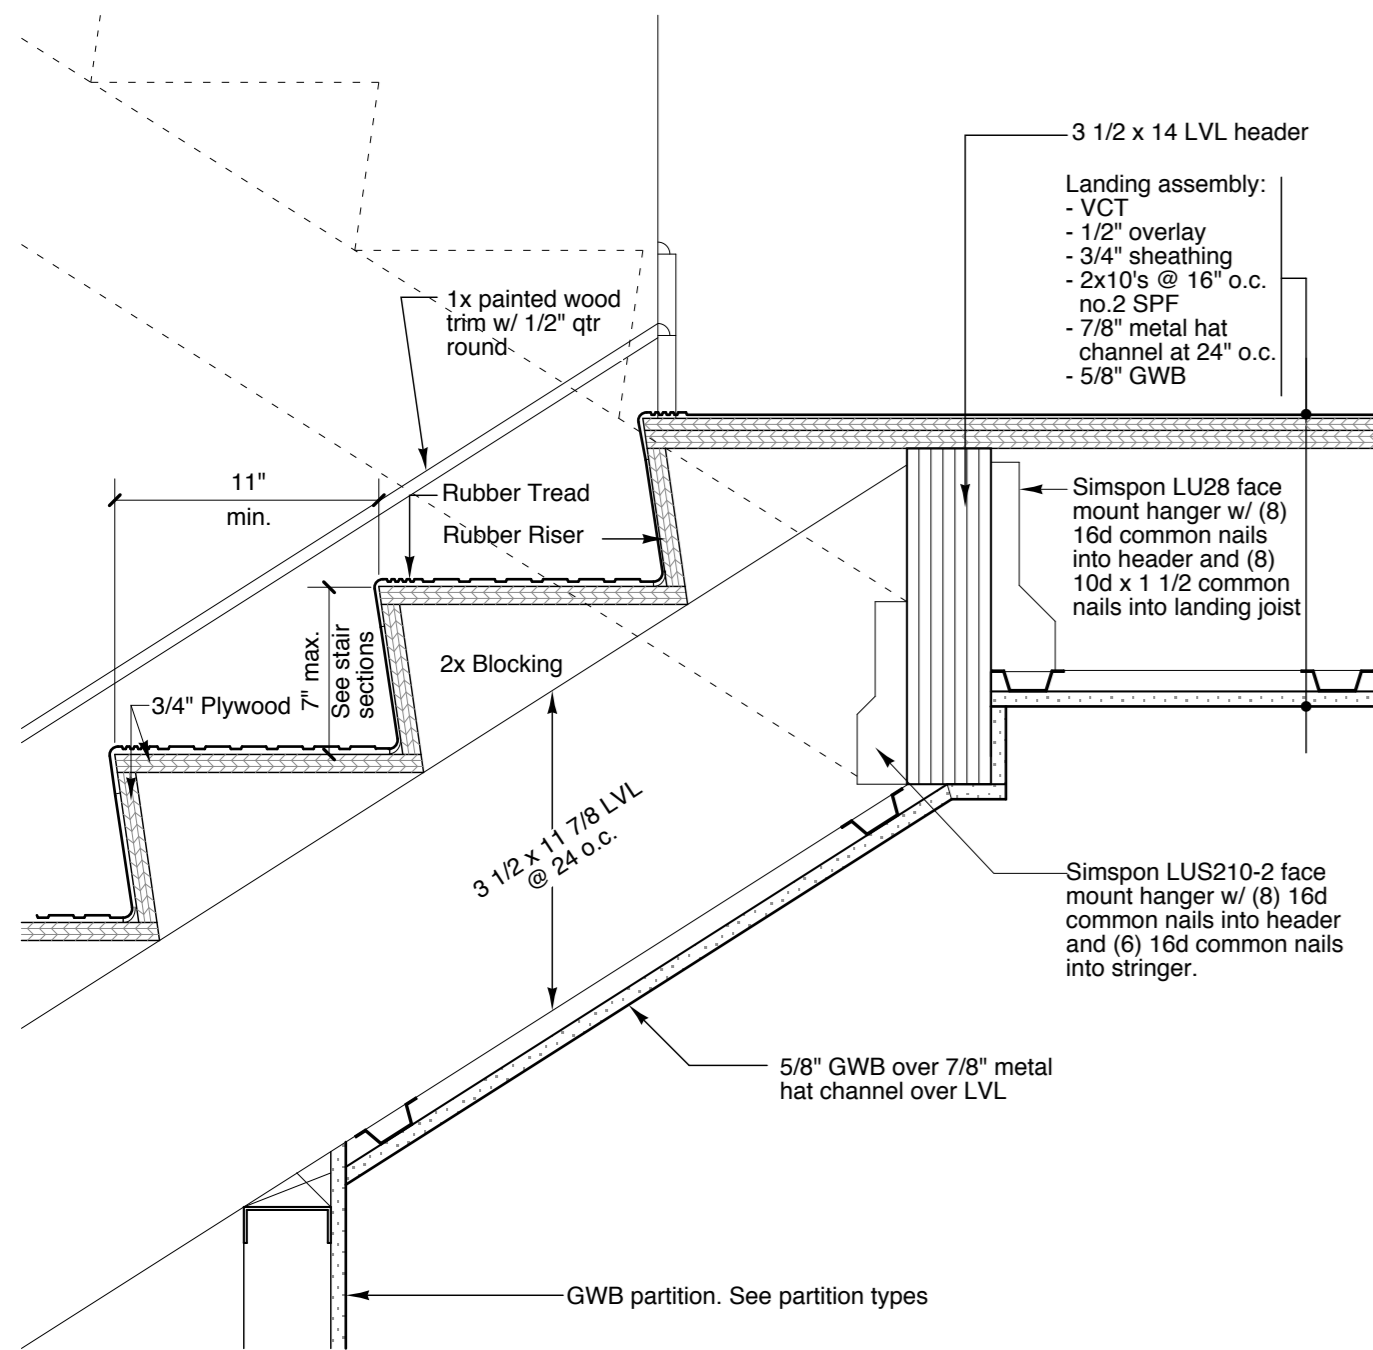 3 1/2 x 14 LVL header
Landing assembly:
- VCT
- 1/2" overlay
- 3/4" sheathing
- 2x10's @ 16" o.c.
no.2 SPF
- 7/8" metal hat
channel at 24" o.c.
- 5/8" GWB
1x painted wood
trim w/ 1/2" qtr
round
11"
min.
Rubber Tread
Rubber Riser
Simspon LU28 face
mount hanger w/ (8)
16d common nails
into header and (8)
10d x 1 1/2 common
nails into landing joist
7" max.
See stair
sections
2x Blocking
3/4" Plywood
3 1/2 x 11 7/8 LVL
@ 24 o.c.
Simspon LUS210-2 face
mount hanger w/ (8) 16d
common nails into header
and (6) 16d common nails
into stringer.
5/8" GWB over 7/8" metal
hat channel over LVL
GWB partition. See partition types